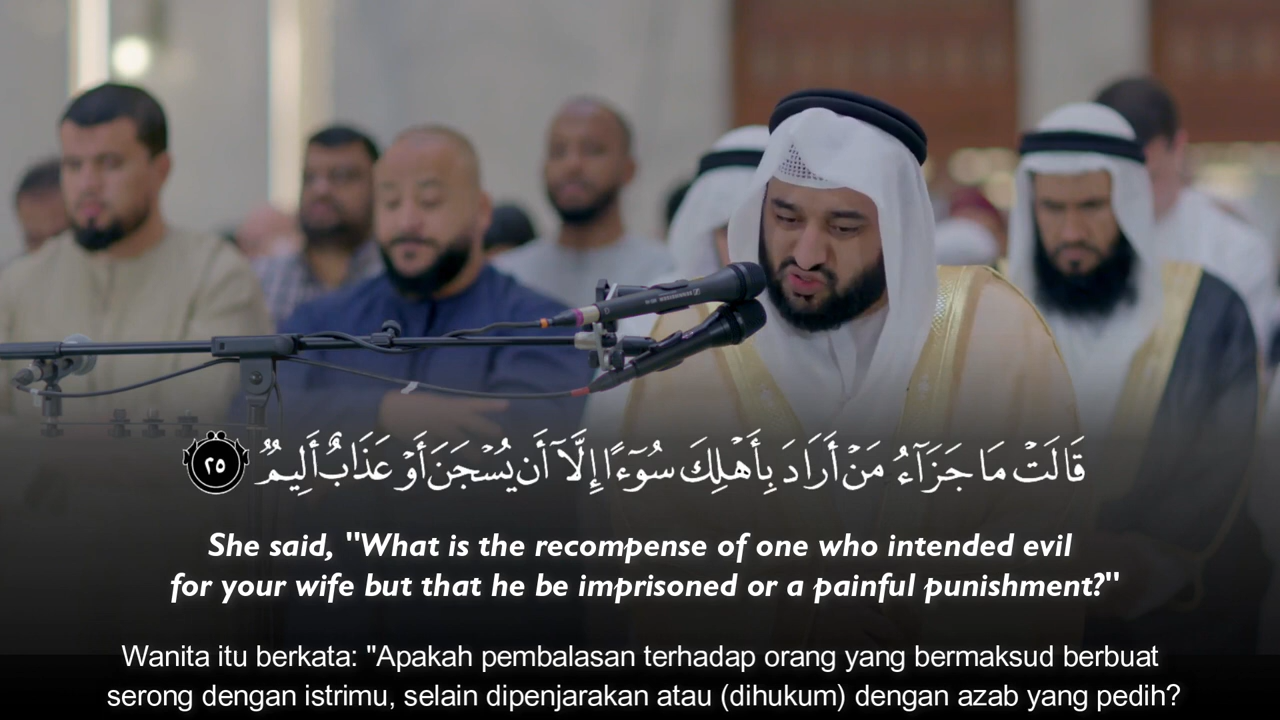 قَالَتْ مَا جَزَآءُ مَنْ أَرَادَ بِأَهْلِكَ سُوٓءًا إِلَّآ أَن يُسْجَنَ أَوْ عَذَابٌ أَلِيمٌ ٢٥
She said, "What is the recompense of one who intended evil
for your wife but that he be imprisoned or a painful punishment?"
Wanita itu berkata: "Apakah pembalasan terhadap orang yang bermaksud berbuat
serong dengan istrimu, selain dipenjarakan atau (dihukum) dengan azab yang pedih?